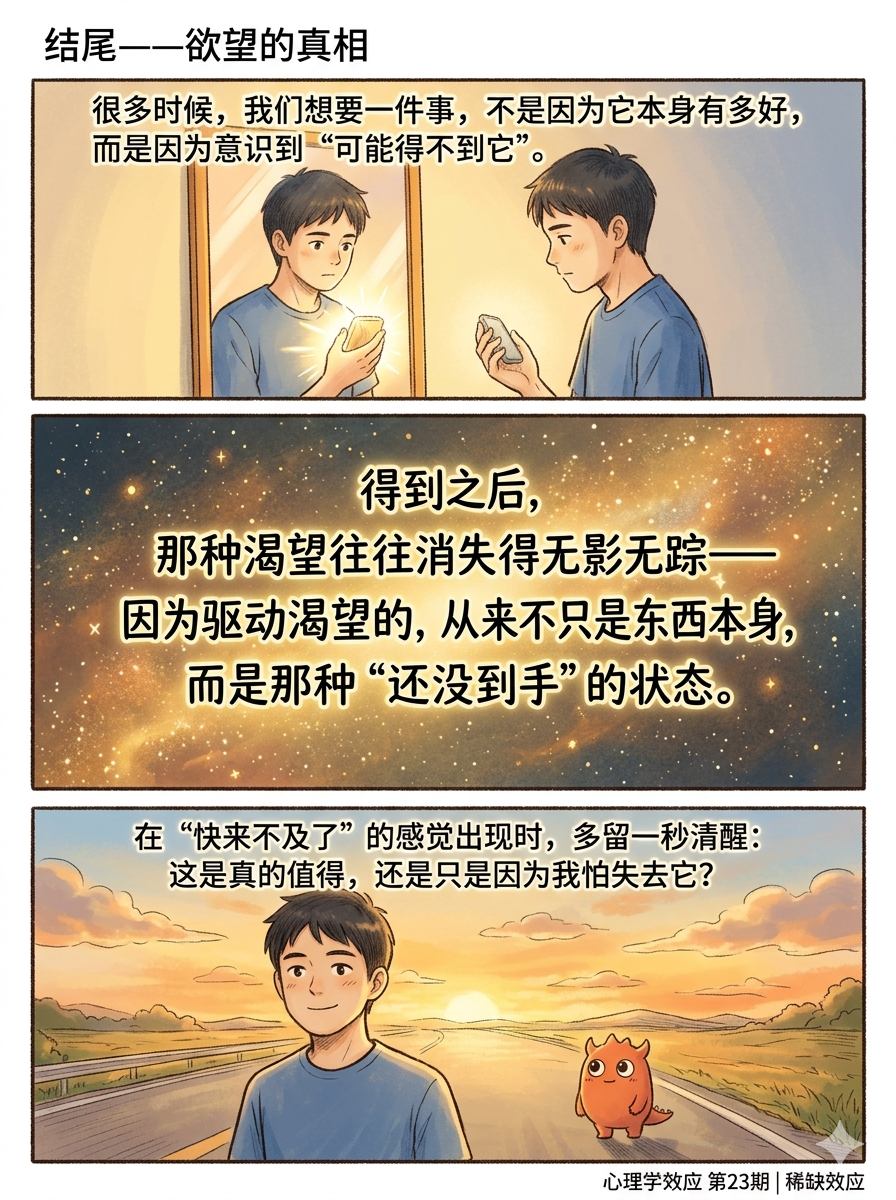 结尾——欲望的真相
很多时候，我们想要一件事，不是因为它本身有多好，
而是因为意识到“可能得不到它”。
得到之后，
那种渴望往往消失得无影无踪——
因为驱动渴望的，从来不只是东西本身，
而是那种“还没到手”的状态。
在“快来不及了”的感觉出现时，多留一秒清醒：
这是真的值得，还是只是因为我怕失去它？
心理学效应 第23期 | 稀缺效应